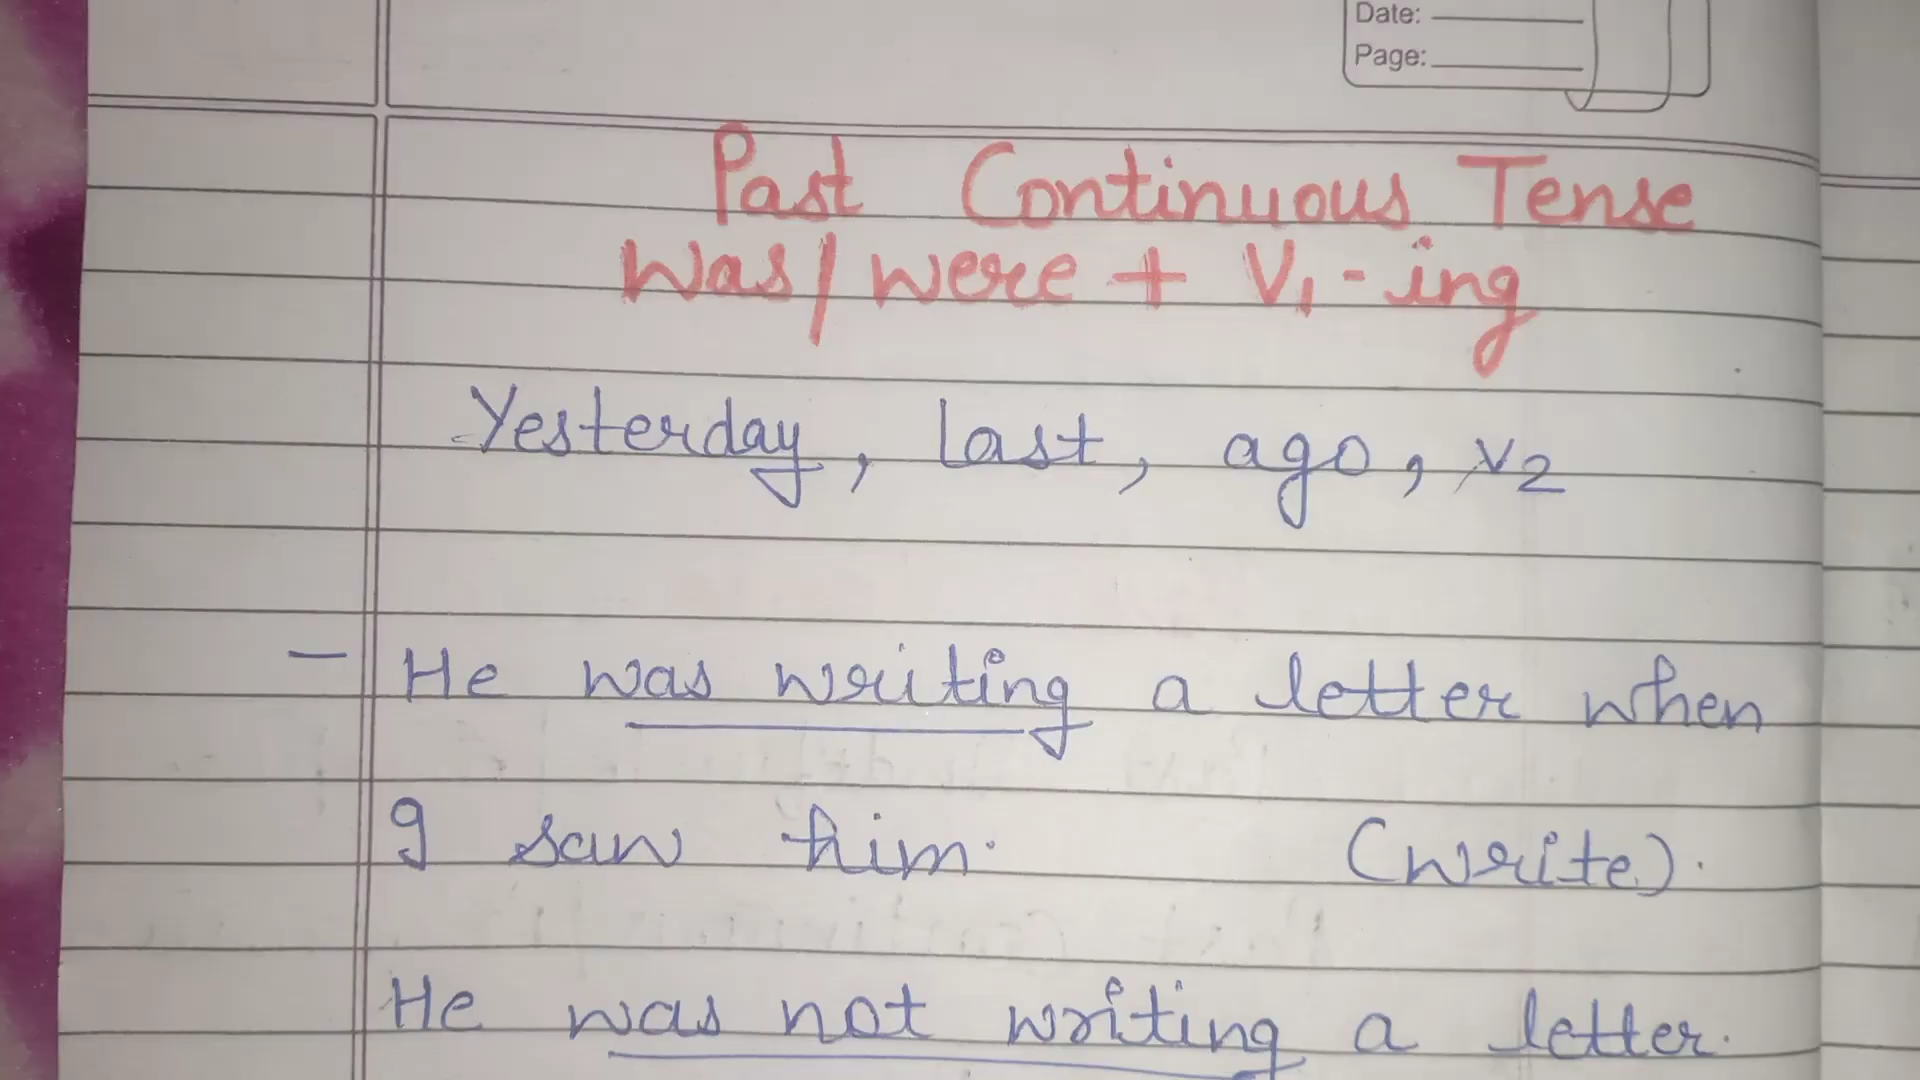 Date:
Page:
Past Continuous Tense
Was/were + V1-ing
Yesterday, last, ago, V2
- He was writing a letter when
I saw him. (write).
He was not writing a letter.